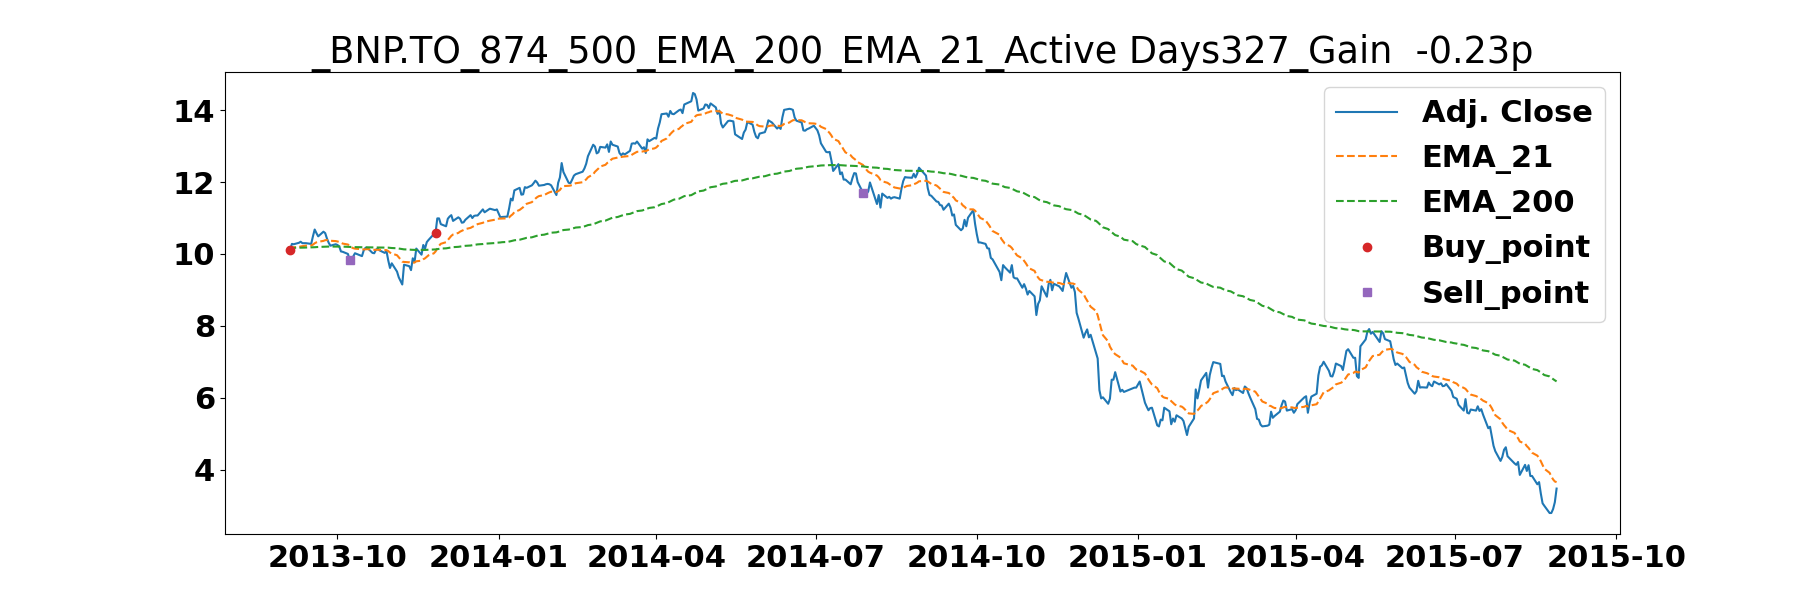 _BNP.TO_874_500_EMA_200_EMA_21_Active Days327_Gain  -0.23p
14
12
10
8
6
4
Adj. Close
EMA_21
EMA_200
Buy_point
Sell_point
2013-10 2014-01 2014-04 2014-07 2014-10 2015-01 2015-04 2015-07 2015-10